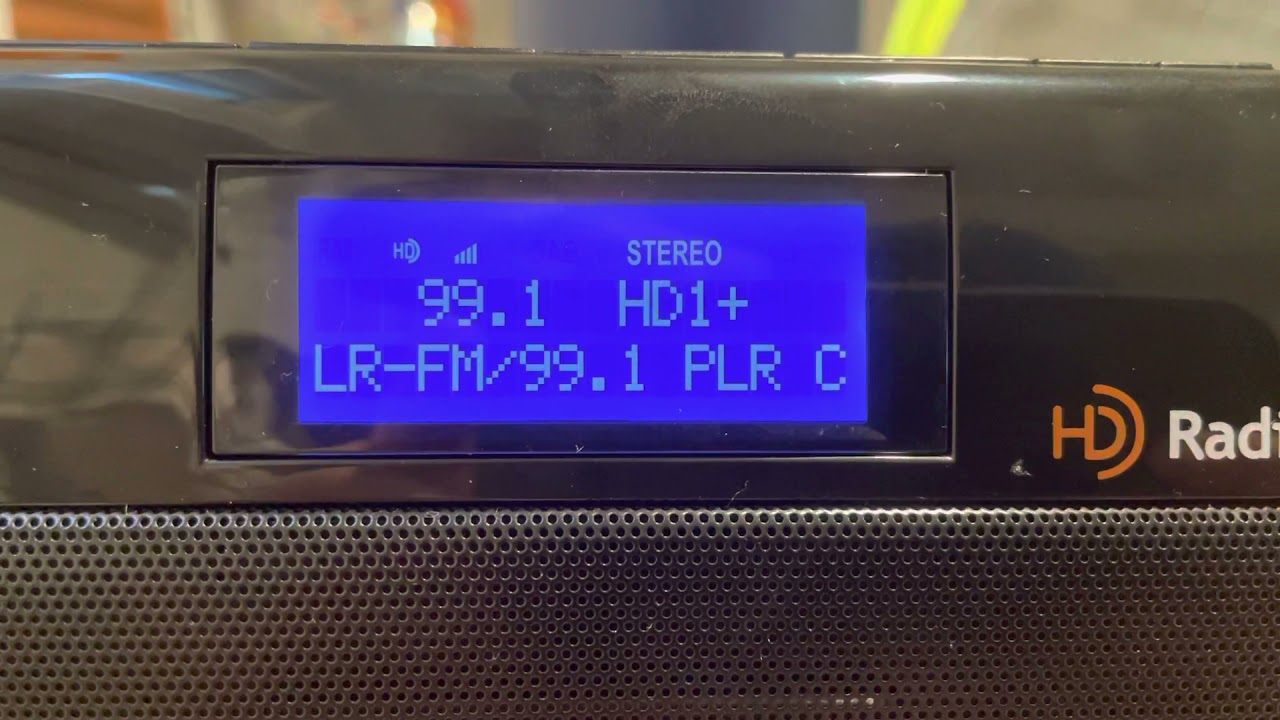 HD STEREO
99.1 HD1+
LR-FM/99.1 PLR C
HD Radi